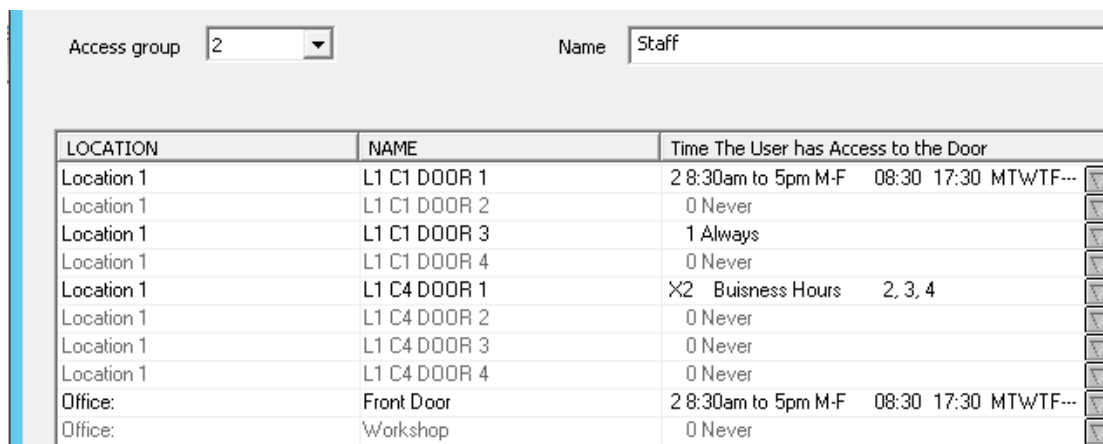 Access group 2 Name Staff
LOCATION NAME Time The User has Access to the Door
Location 1 L1 C1 DOOR 1 2 8:30am to 5pm M-F 08:30 17:30 MTWTF---
Location 1 L1 C1 DOOR 2 0 Never
Location 1 L1 C1 DOOR 3 1 Always
Location 1 L1 C1 DOOR 4 0 Never
Location 1 L1 C4 DOOR 1 X2 Buisness Hours 2, 3, 4
Location 1 L1 C4 DOOR 2 0 Never
Location 1 L1 C4 DOOR 3 0 Never
Location 1 L1 C4 DOOR 4 0 Never
Office: Front Door 2 8:30am to 5pm M-F 08:30 17:30 MTWTF---
Office: Workshop 0 Never